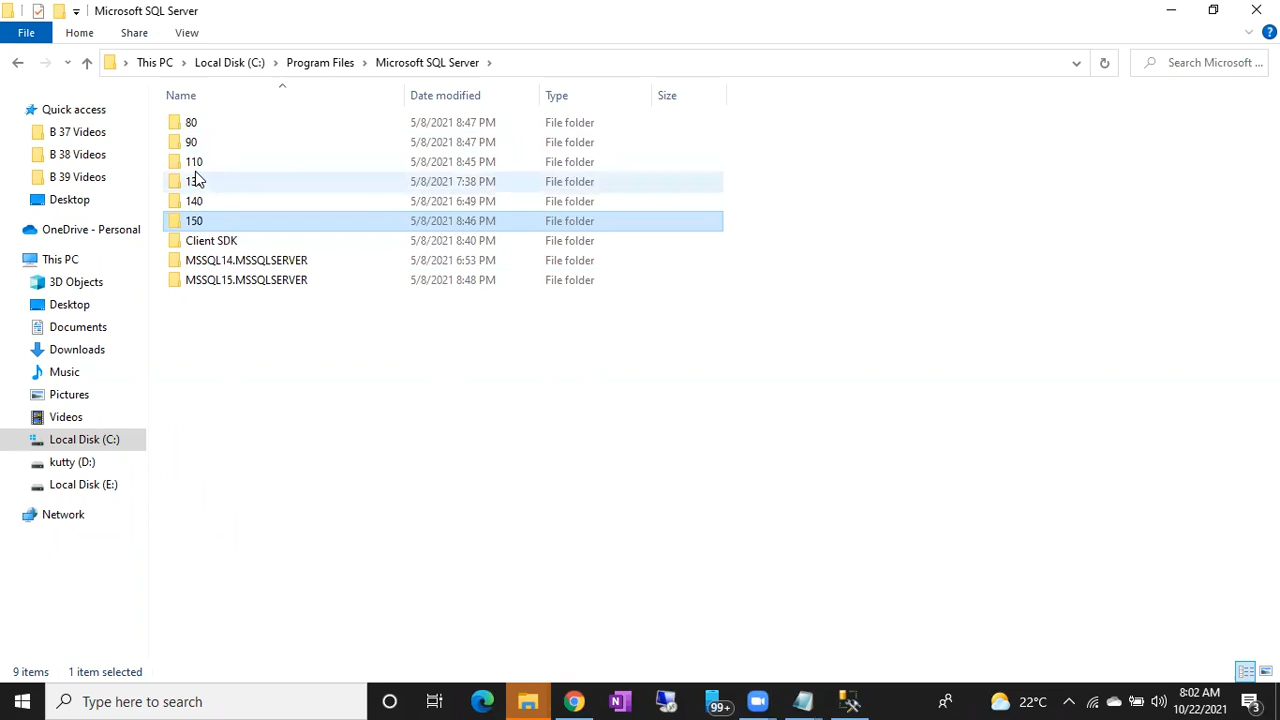 Microsoft SQL Server
File Home Share View
This PC Local Disk (C:) Program Files Microsoft SQL Server
Search Microsoft ...
Name Date modified Type Size
80 5/8/2021 8:47 PM File folder
90 5/8/2021 8:47 PM File folder
110 5/8/2021 8:45 PM File folder
5/8/2021 7:38 PM File folder
140 5/8/2021 6:49 PM File folder
150 5/8/2021 8:46 PM File folder
Client SDK 5/8/2021 8:40 PM File folder
MSSQL14.MSSQLSERVER 5/8/2021 6:53 PM File folder
MSSQL15.MSSQLSERVER 5/8/2021 8:48 PM File folder
Quick access
B 37 Videos
B 38 Videos
B 39 Videos
Desktop
OneDrive - Personal
This PC
3D Objects
Desktop
Documents
Downloads
Music
Pictures
Videos
Local Disk (C:)
kutty (D:)
Local Disk (E:)
Network
9 items 1 item selected
Type here to search
99+
22°C
8:02 AM
10/22/2021
3